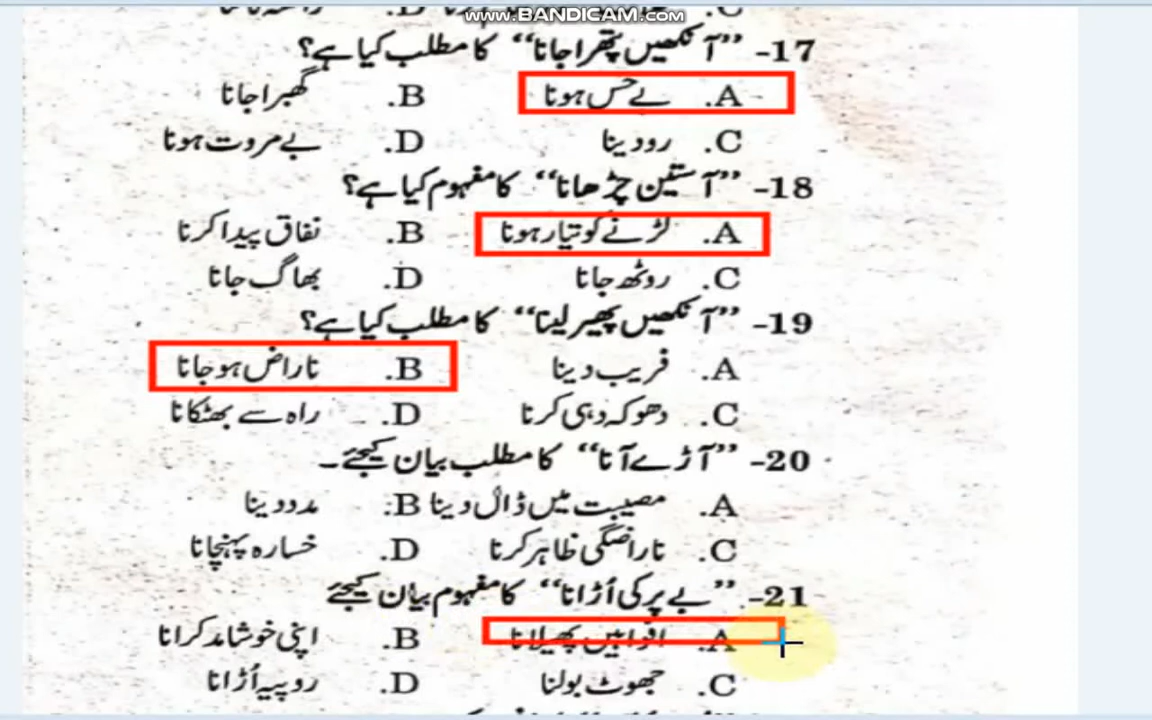 www.BANDICAM.com
17- ”آنکھیں پتھرا جانا“ کا مطلب کیا ہے؟
A. بے حس ہونا B. گھبرا جانا
C. رو دینا D. بے مروت ہونا
18- ”آستین چڑھانا“ کا مفہوم کیا ہے؟
A. لڑنے کو تیار ہونا B. نفاق پیدا کرنا
C. روٹھ جانا D. بھاگ جانا
19- ”آنکھیں پھیر لینا“ کا مطلب کیا ہے؟
A. فریب دینا B. ناراض ہو جانا
C. دھوکہ دہی کرنا D. راہ سے بھٹکانا
20- ”آڑے آنا“ کا مطلب بیان کیجئے۔
A. مصیبت میں ڈال دینا B. مدد دینا
C. ناراضگی ظاہر کرنا D. خسارہ پہنچانا
21- ”بے پر کی اُڑانا“ کا مفہوم بیان کیجئے
A. افواہیں پھیلانا B. اپنی خوشامد کرانا
C. جھوٹ بولنا D. روپیہ اُڑانا